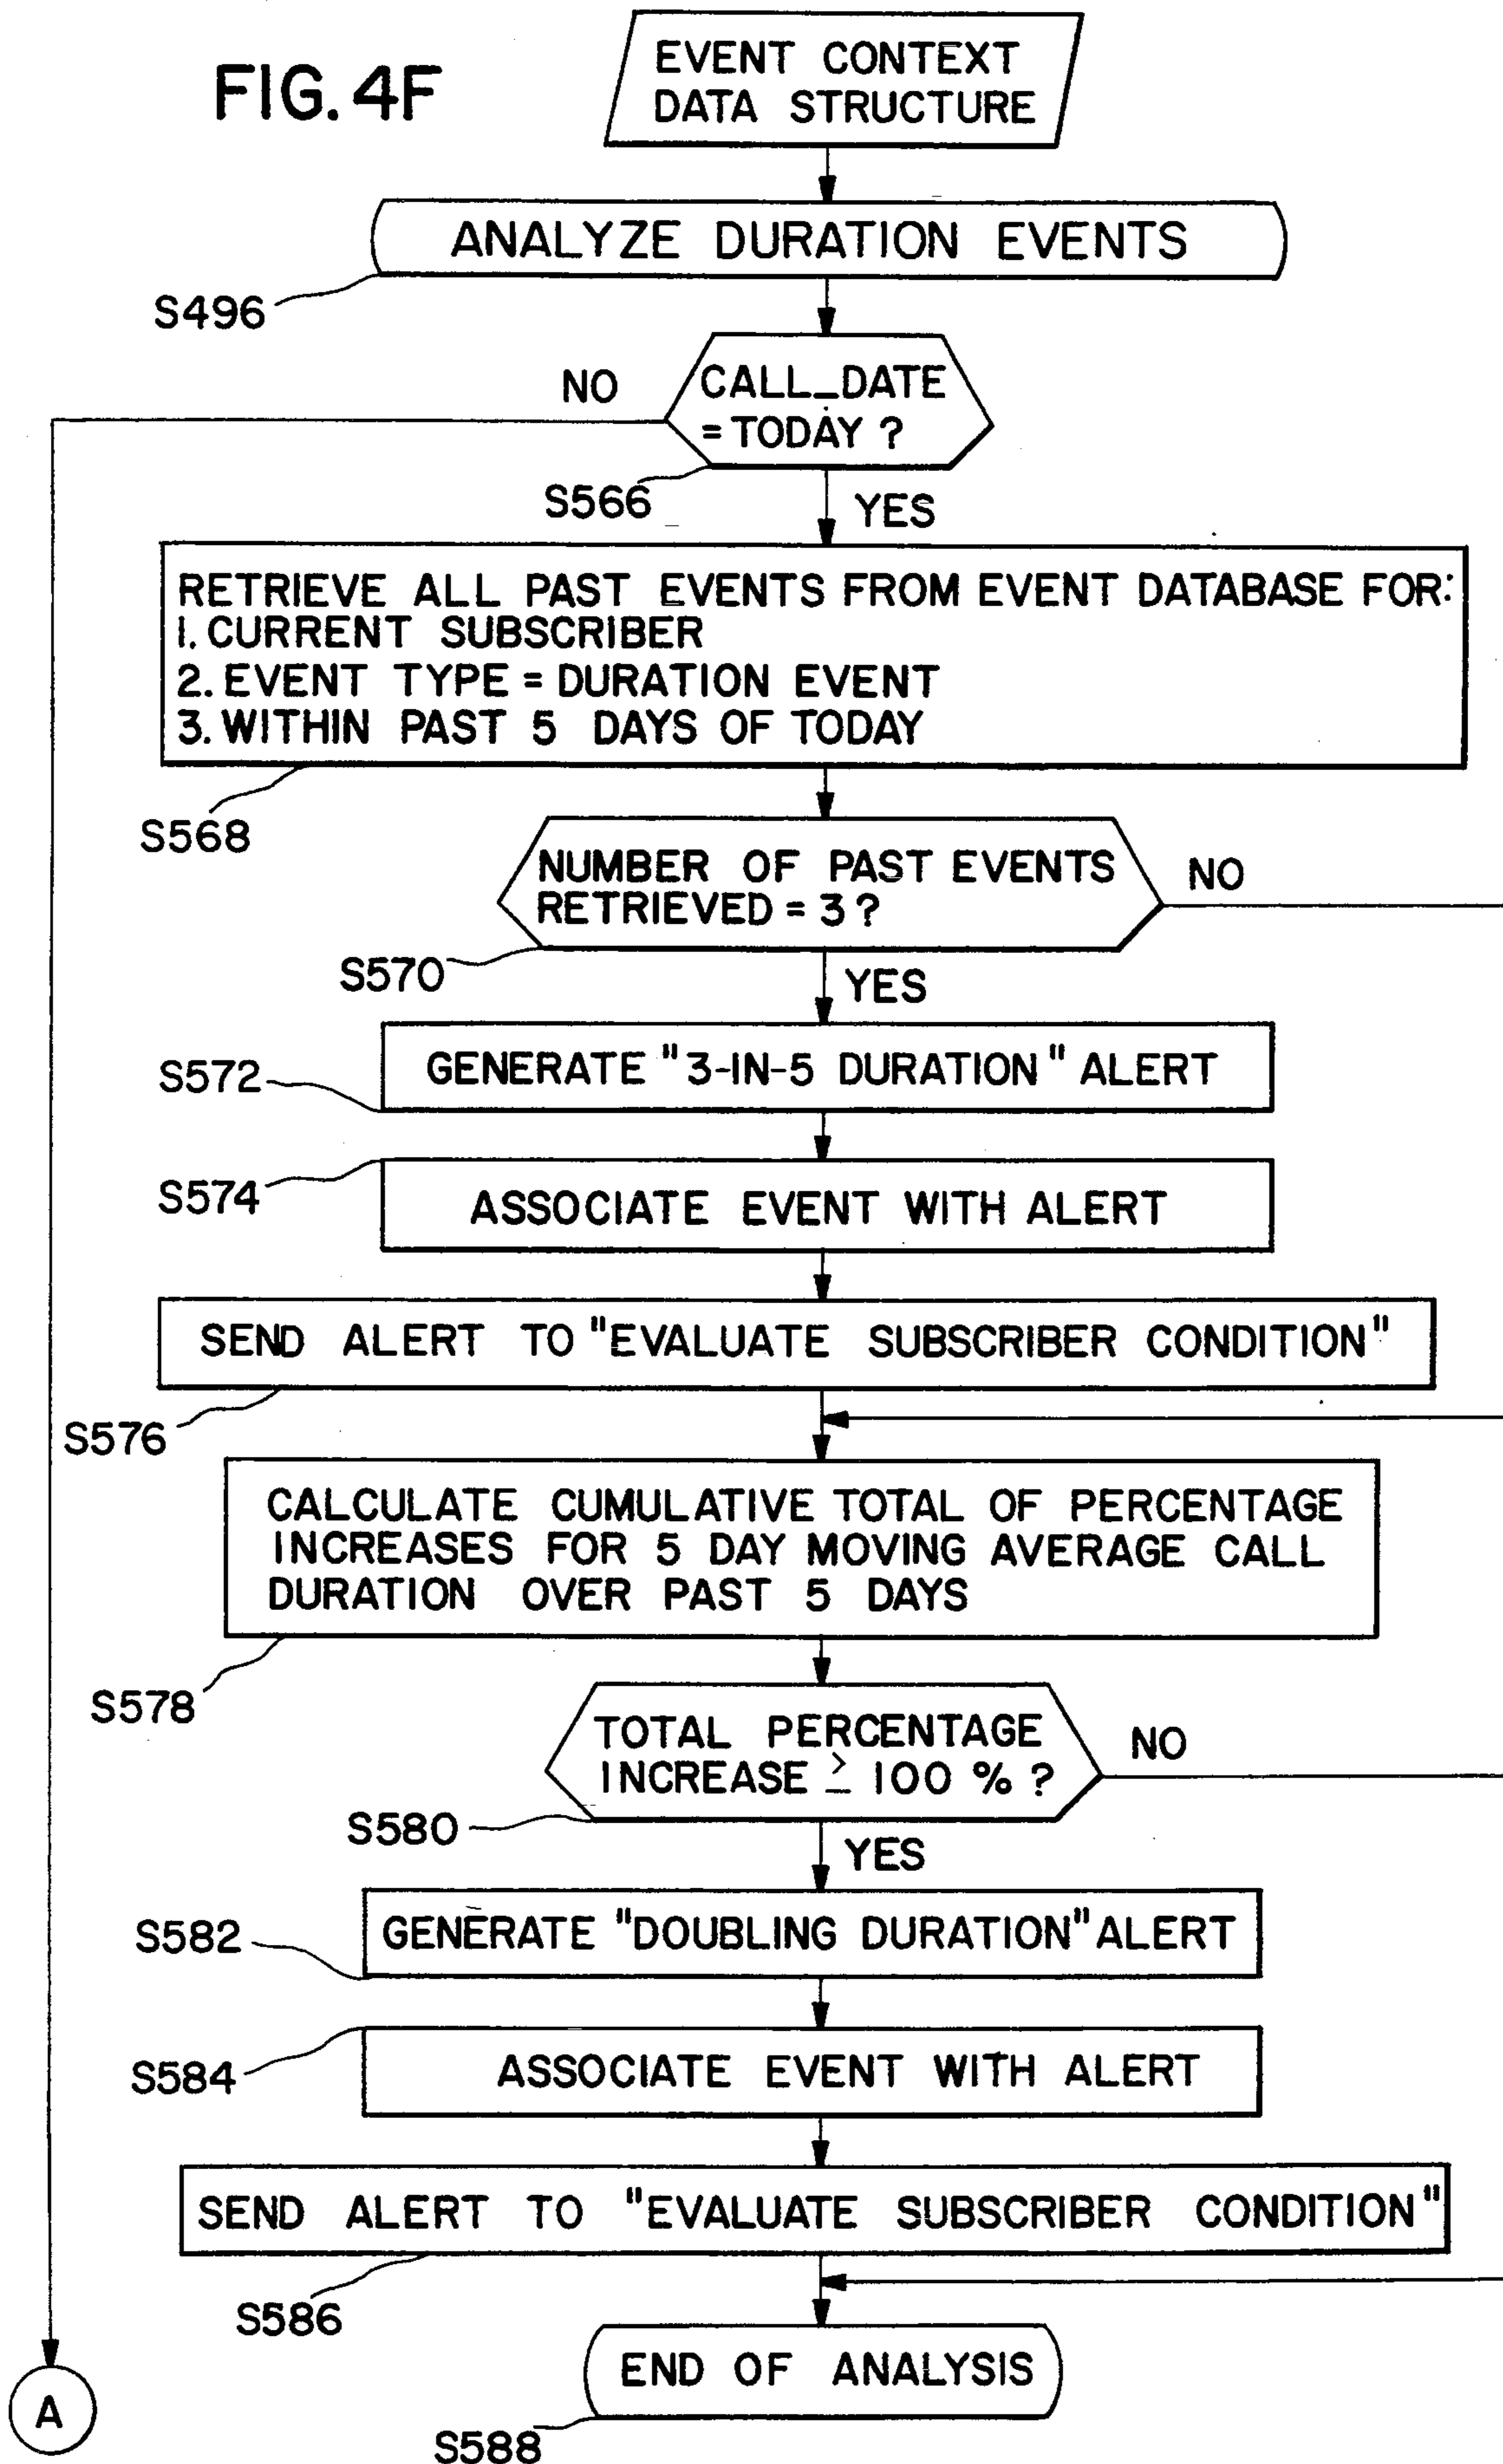 FIG. 4F
EVENT CONTEXT
DATA STRUCTURE
ANALYZE DURATION EVENTS
S496
NO
CALL_DATE
= TODAY ?
S566
YES
RETRIEVE ALL PAST EVENTS FROM EVENT DATABASE FOR:
1. CURRENT SUBSCRIBER
2. EVENT TYPE = DURATION EVENT
3. WITHIN PAST 5 DAYS OF TODAY
S568
NUMBER OF PAST EVENTS
RETRIEVED = 3 ?
NO
S570
YES
S572
GENERATE "3-IN-5 DURATION" ALERT
S574
ASSOCIATE EVENT WITH ALERT
SEND ALERT TO "EVALUATE SUBSCRIBER CONDITION"
S576
CALCULATE CUMULATIVE TOTAL OF PERCENTAGE
INCREASES FOR 5 DAY MOVING AVERAGE CALL
DURATION OVER PAST 5 DAYS
S578
TOTAL PERCENTAGE
INCREASE ≥ 100 % ?
NO
S580
YES
S582
GENERATE "DOUBLING DURATION" ALERT
S584
ASSOCIATE EVENT WITH ALERT
SEND ALERT TO "EVALUATE SUBSCRIBER CONDITION"
S586
END OF ANALYSIS
A
S588